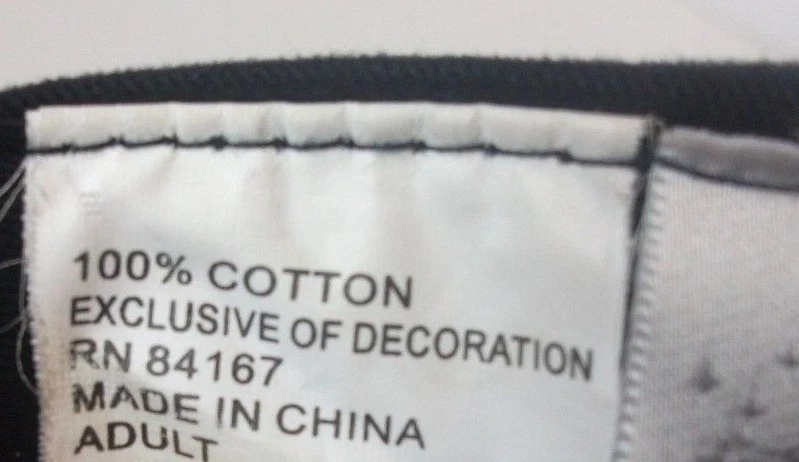 100% COTTON
EXCLUSIVE OF DECORATION
RN 84167
MADE IN CHINA
ADULT